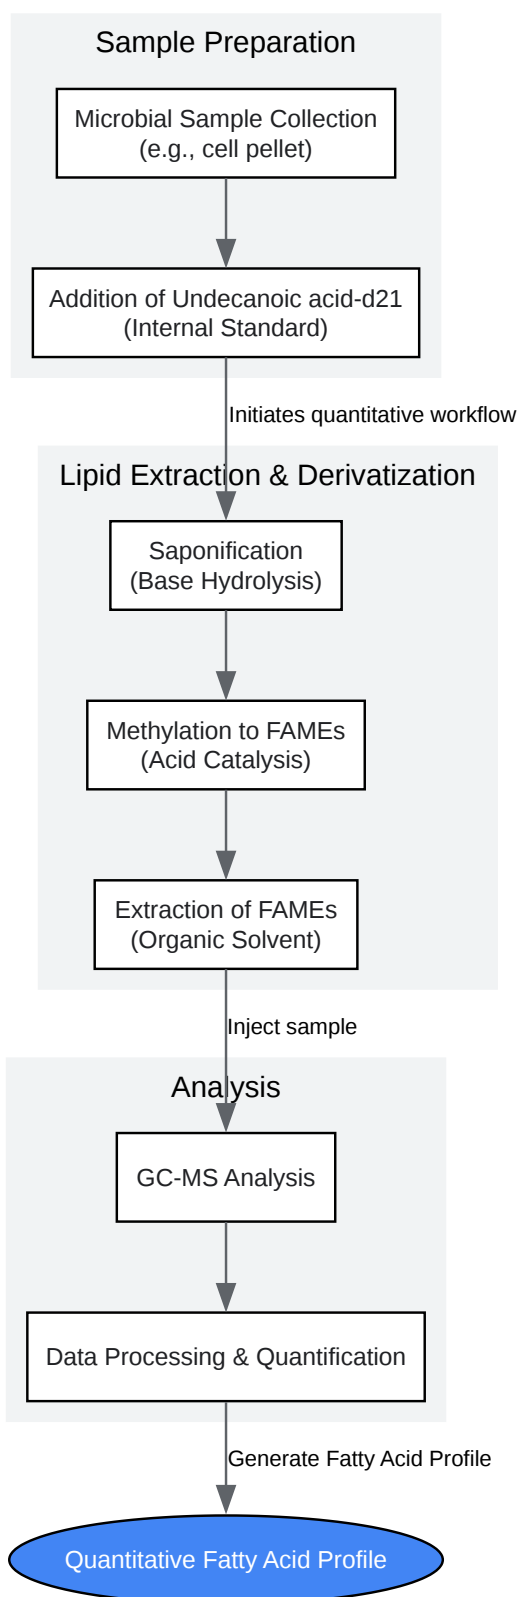 Sample Preparation
Microbial Sample Collection
(e.g., cell pellet)
Addition of Undecanoic acid-d21
(Internal Standard)
Initiates quantitative workflow
Lipid Extraction & Derivatization
Saponification
(Base Hydrolysis)
Methylation to FAMEs
(Acid Catalysis)
Extraction of FAMEs
(Organic Solvent)
Inject sample
Analysis
GC-MS Analysis
Data Processing & Quantification
Generate Fatty Acid Profile
Quantitative Fatty Acid Profile